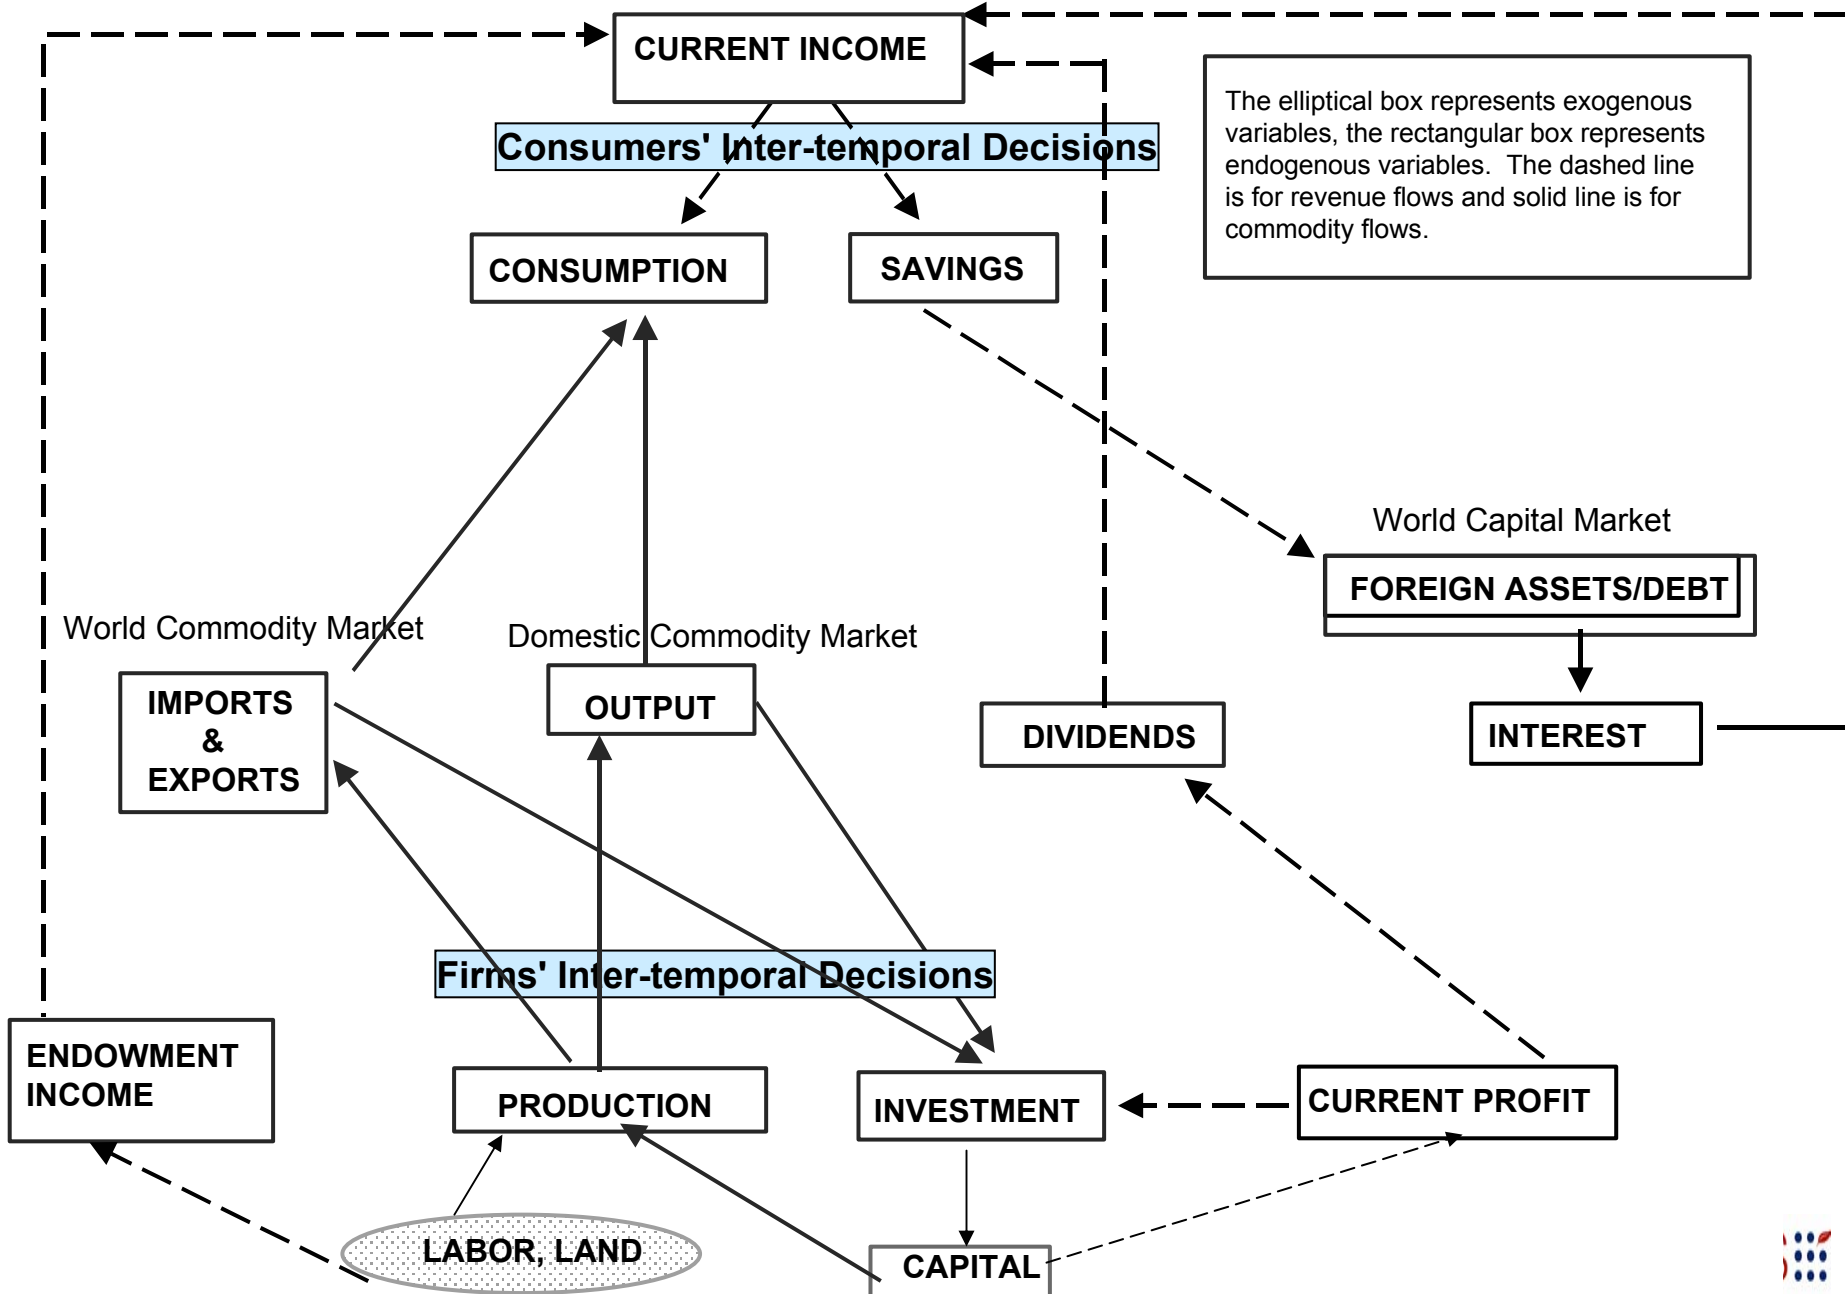 CURRENT INCOME
The elliptical box represents exogenous
variables, the rectangular box represents
endogenous variables.  The dashed line
is for revenue flows and solid line is for
commodity flows.
Consumers' Inter-temporal Decisions
CONSUMPTION
SAVINGS
World Capital Market
FOREIGN ASSETS/DEBT
World Commodity Market
Domestic Commodity Market
IMPORTS
&
EXPORTS
OUTPUT
DIVIDENDS
INTEREST
Firms' Inter-temporal Decisions
ENDOWMENT
INCOME
PRODUCTION
INVESTMENT
CURRENT PROFIT
LABOR, LAND
CAPITAL